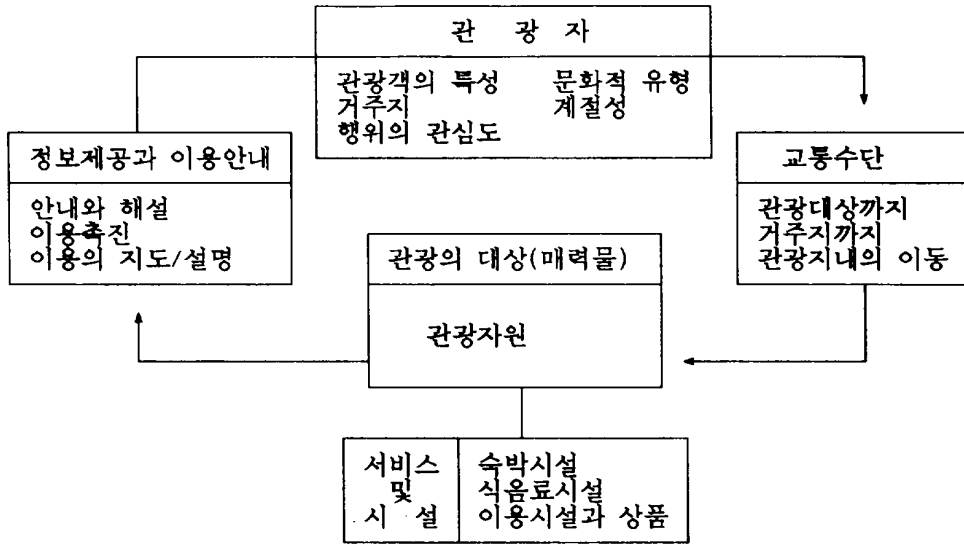 관 광 자
관광객의 특성 문화적 유형
거주지 계절성
행위의 관심도
정보제공과 이용안내
안내와 해설
이용촉진
이용의 지도/설명
교통수단
관광대상까지
거주지까지
관광지내의 이동
관광의 대상(매력물)
관광자원
서비스
및
시 설
숙박시설
식음료시설
이용시설과 상품